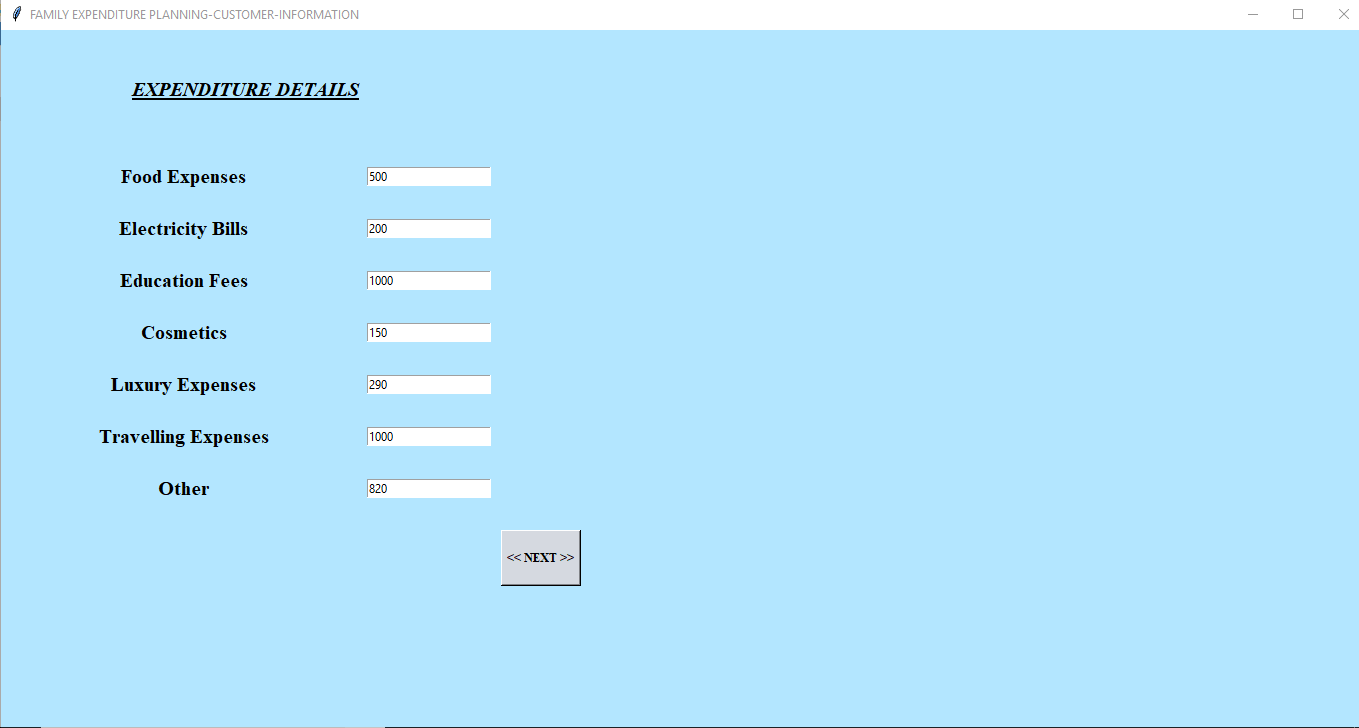 FAMILY EXPENDITURE PLANNING-CUSTOMER-INFORMATION
EXPENDITURE DETAILS
Food Expenses 500
Electricity Bills 200
Education Fees 1000
Cosmetics 150
Luxury Expenses 290
Travelling Expenses 1000
Other 820
<< NEXT >>